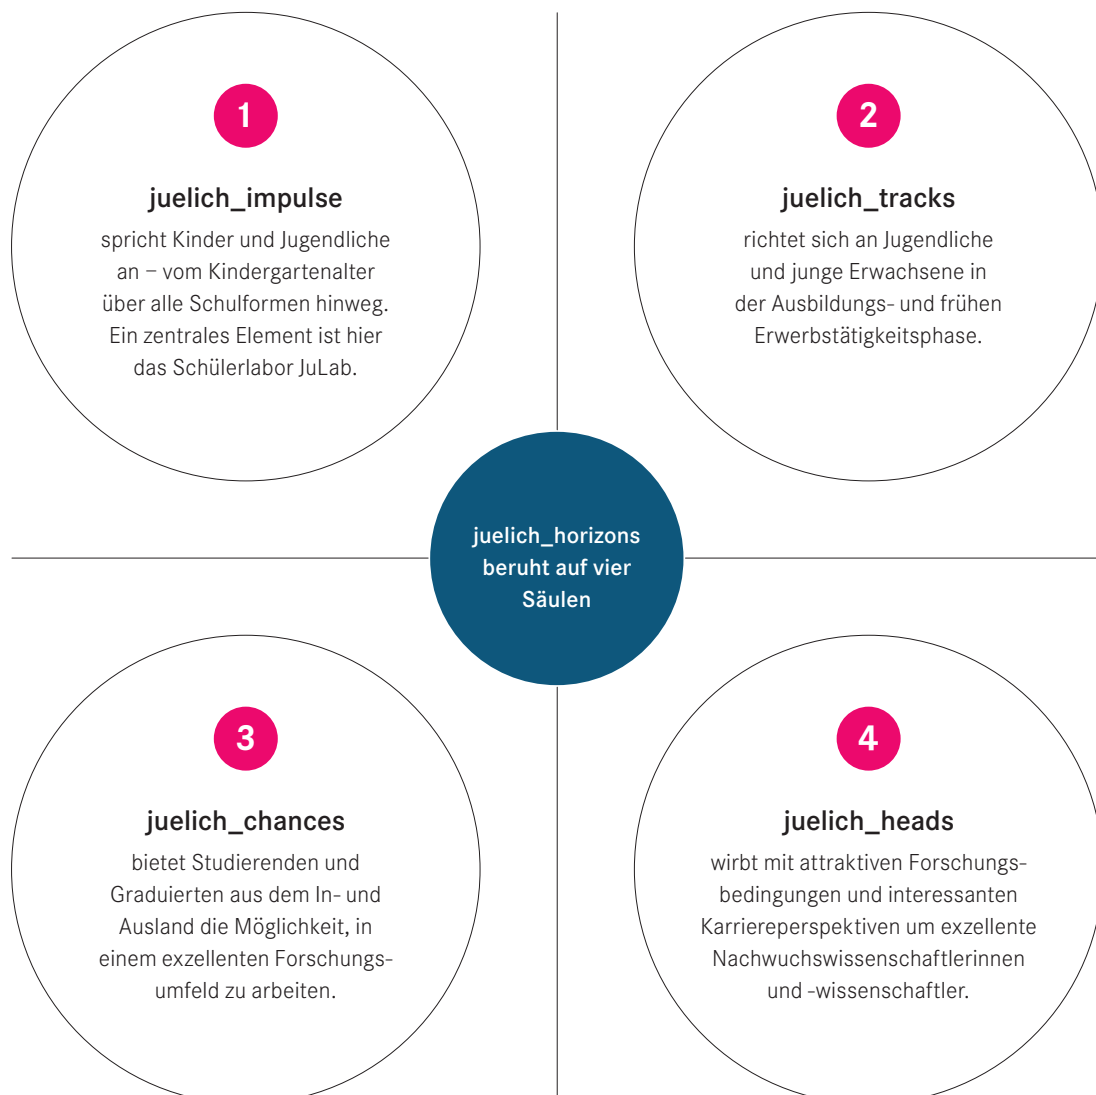 1
juelich_impulse
spricht Kinder und Jugendliche
an – vom Kindergartenalter
über alle Schulformen hinweg.
Ein zentrales Element ist hier
das Schülerlabor JuLab.
2
juelich_tracks
richtet sich an Jugendliche
und junge Erwachsene in
der Ausbildungs- und frühen
Erwerbstätigkeitsphase.
juelich_horizons
beruht auf vier
Säulen
3
juelich_chances
bietet Studierenden und
Graduierten aus dem In- und
Ausland die Möglichkeit, in
einem exzellenten Forschungs-
umfeld zu arbeiten.
4
juelich_heads
wirbt mit attraktiven Forschungs-
bedingungen und interessanten
Karriereperspektiven um exzellente
Nachwuchswissenschaftlerinnen
und -wissenschaftler.